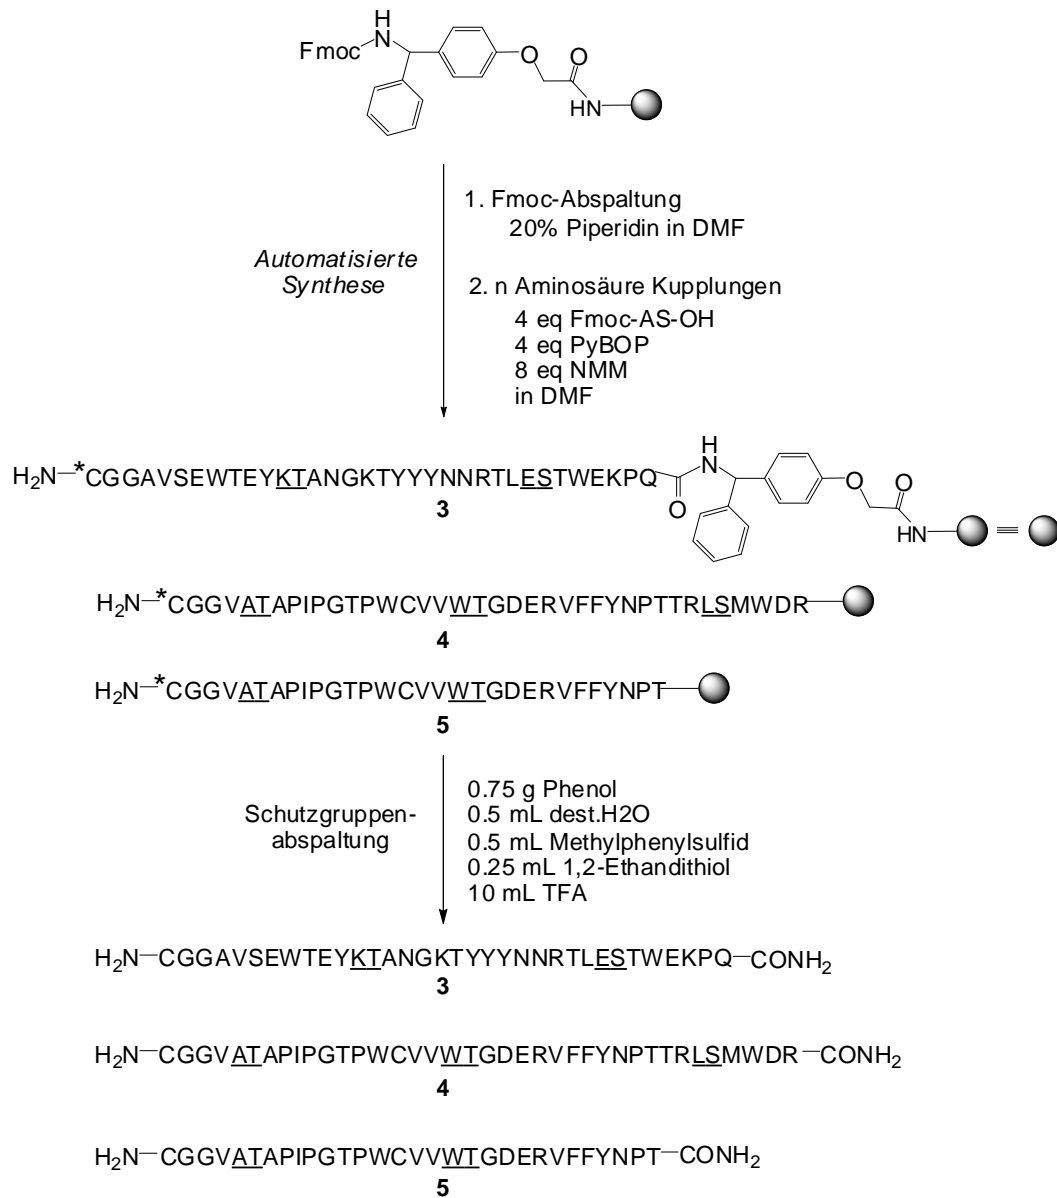 H
N
Fmoc
O
O
HN
1. Fmoc-Abspaltung
20% Piperidin in DMF
Automatisierte
Synthese
2. n Aminosäure Kupplungen
4 eq Fmoc-AS-OH
4 eq PyBOP
8 eq NMM
in DMF
H
N
H2N *CGGAVSEWTEYKTANGKTYYYNNRTLESTWEKPQ
O
O
O
HN
3
H2N *CGGVATAPIPGTPWCVVWTGDERVFFYNPTTRLSMWDR
4
H2N *CGGVATAPIPGTPWCVVWTGDERVFFYNPT
5
Schutzgruppen-
abspaltung
0.75 g Phenol
0.5 mL dest.H2O
0.5 mL Methylphenylsulfid
0.25 mL 1,2-Ethandithiol
10 mL TFA
H2N—CGGAVSEWTEYKTANGKTYYYNNRTLESTWEKPQ—CONH2
3
H2N—CGGVATAPIPGTPWCVVWTGDERVFFYNPTTRLSMWDR—CONH2
4
H2N—CGGVATAPIPGTPWCVVWTGDERVFFYNPT—CONH2
5